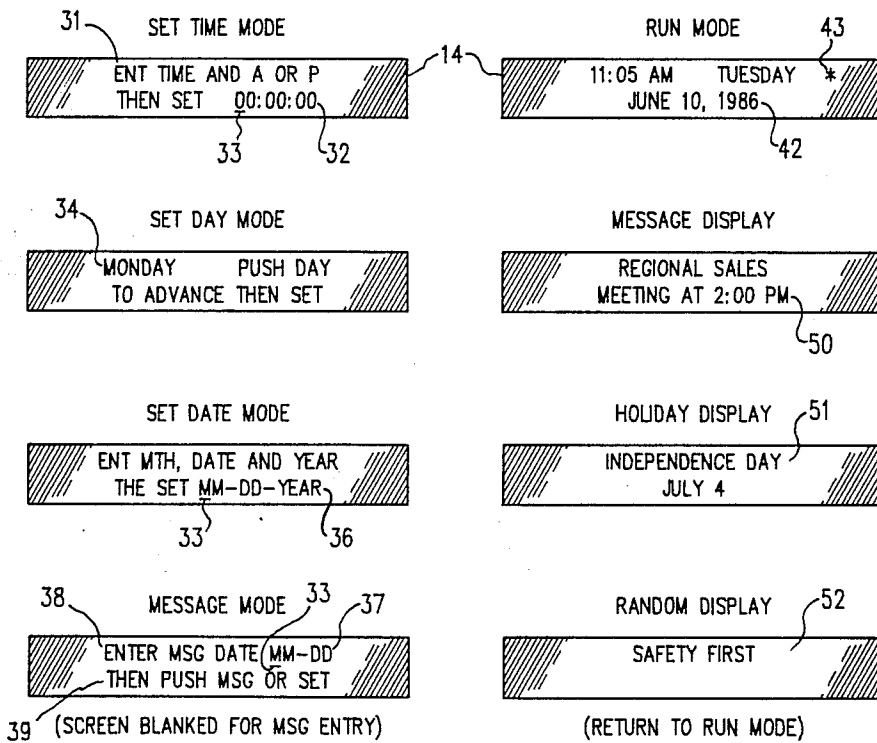 SET TIME MODE
31
ENT TIME AND A OR P
THEN SET 00:00:00
33
32
14
RUN MODE
43
11:05 AM TUESDAY *
JUNE 10, 1986
42
SET DAY MODE
34
MONDAY PUSH DAY
TO ADVANCE THEN SET
MESSAGE DISPLAY
REGIONAL SALES
MEETING AT 2:00 PM
50
SET DATE MODE
ENT MTH, DATE AND YEAR
THE SET MM-DD-YEAR
33
36
HOLIDAY DISPLAY
51
INDEPENDENCE DAY
JULY 4
MESSAGE MODE
38
33
37
ENTER MSG DATE MM-DD
THEN PUSH MSG OR SET
39
(SCREEN BLANKED FOR MSG ENTRY)
RANDOM DISPLAY
52
SAFETY FIRST
(RETURN TO RUN MODE)